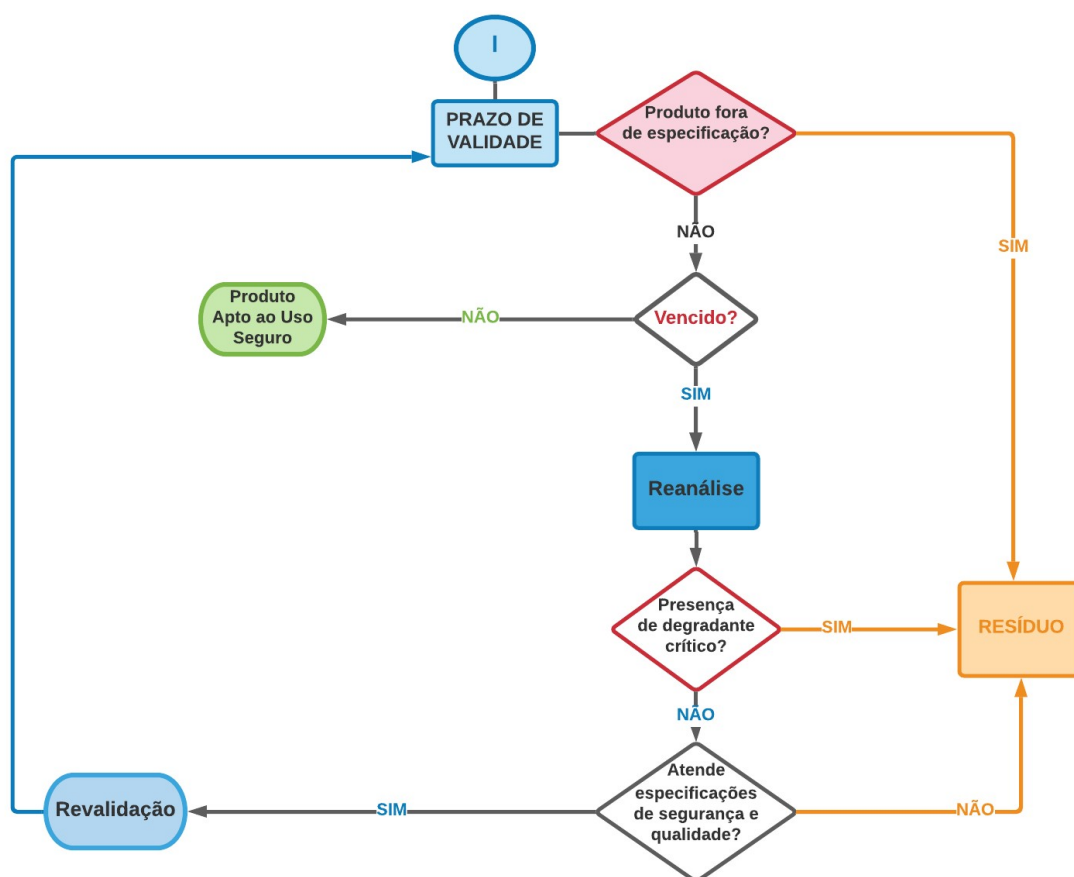 I
PRAZO DE
VALIDADE
Produto fora
de especificação?
SIM
NÃO
Produto
Apto ao Uso
Seguro
NÃO
Vencido?
SIM
Reanálise
Presença
de degradante
crítico?
SIM
RESÍDUO
NÃO
Revalidação
SIM
Atende
especificações
de segurança e
qualidade?
NÃO